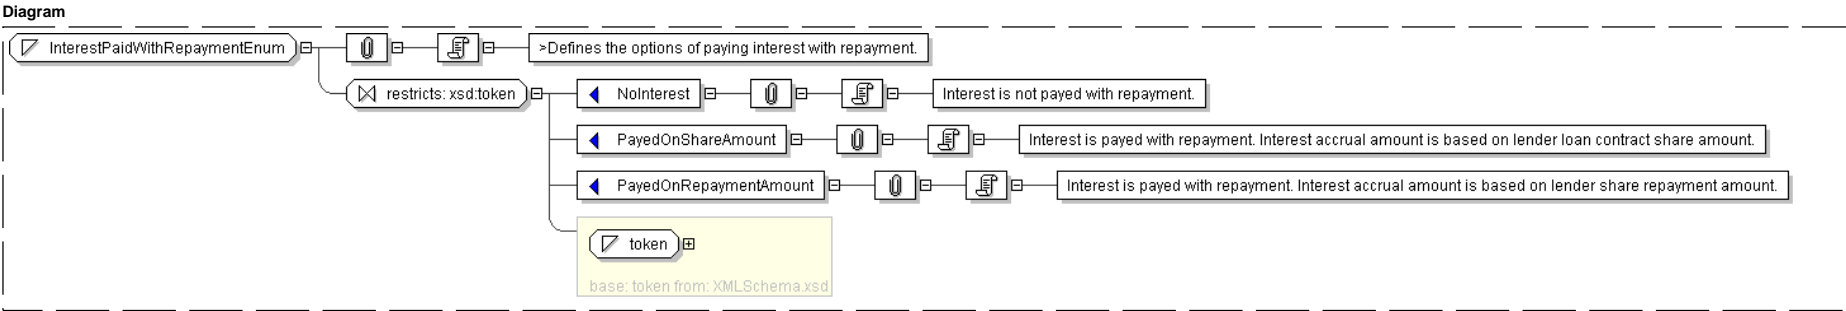 Diagram
InterestPaidWithRepaymentEnum
>Defines the options of paying interest with repayment.
restricts: xsd:token
NoInterest
Interest is not payed with repayment.
PayedOnShareAmount
Interest is payed with repayment. Interest accrual amount is based on lender loan contract share amount.
PayedOnRepaymentAmount
Interest is payed with repayment. Interest accrual amount is based on lender share repayment amount.
token
base: token from: XMLSchema.xsd